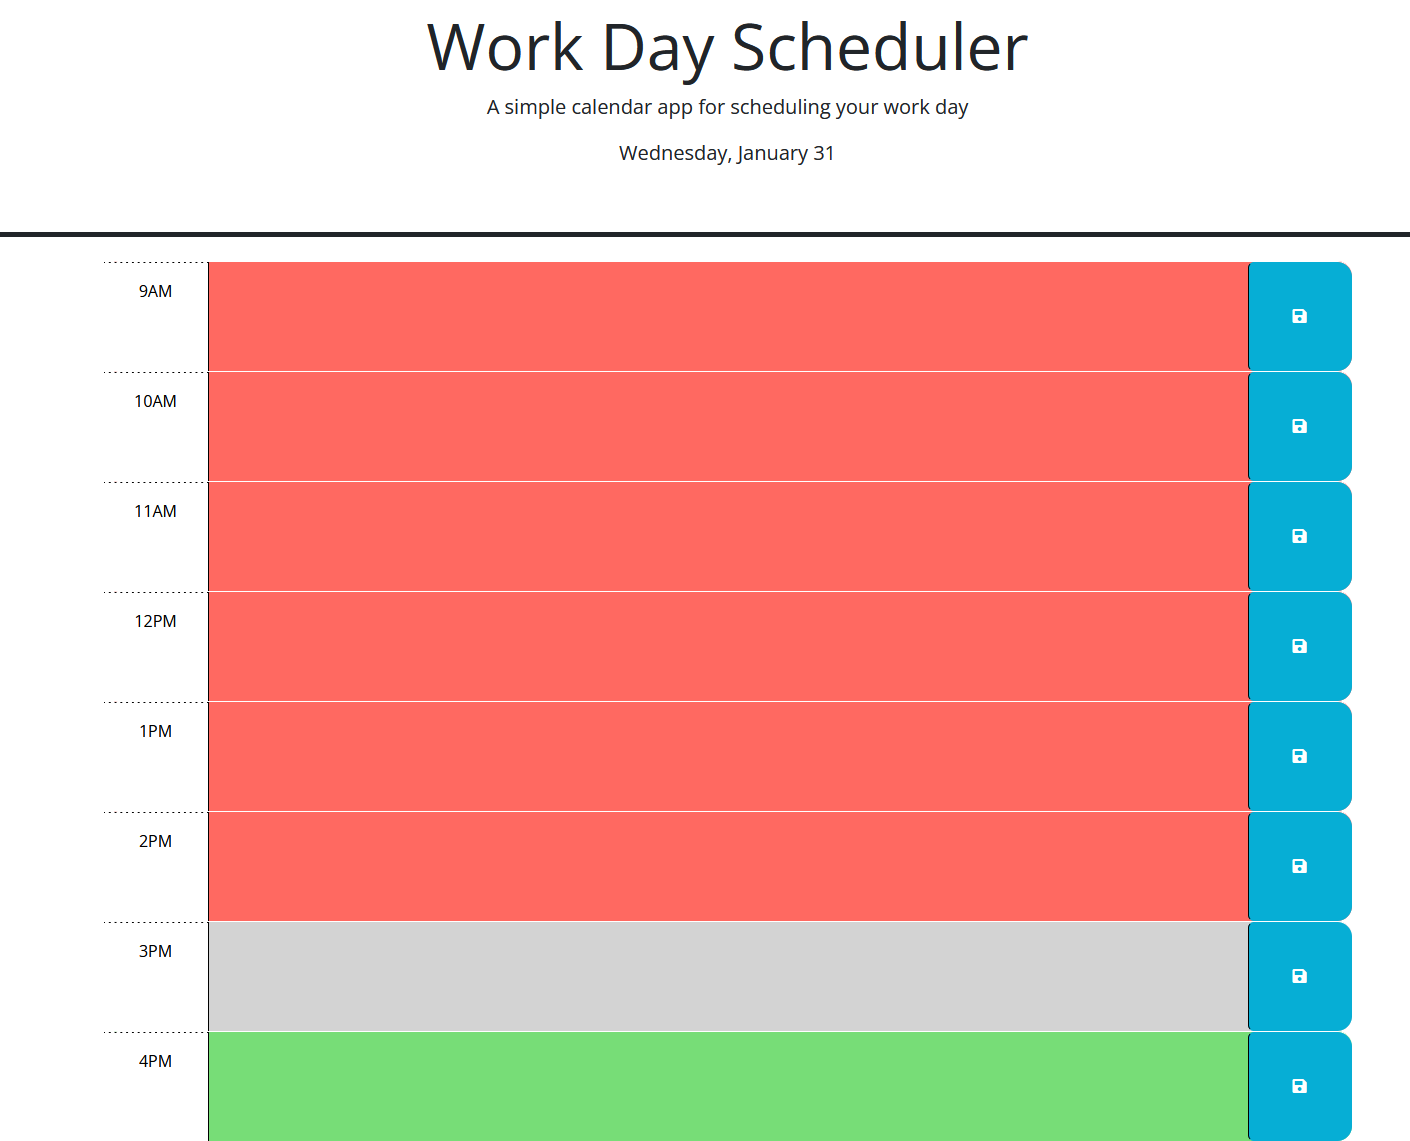 Work Day Scheduler
A simple calendar app for scheduling your work day
Wednesday, January 31
9AM
10AM
11AM
12PM
1PM
2PM
3PM
4PM